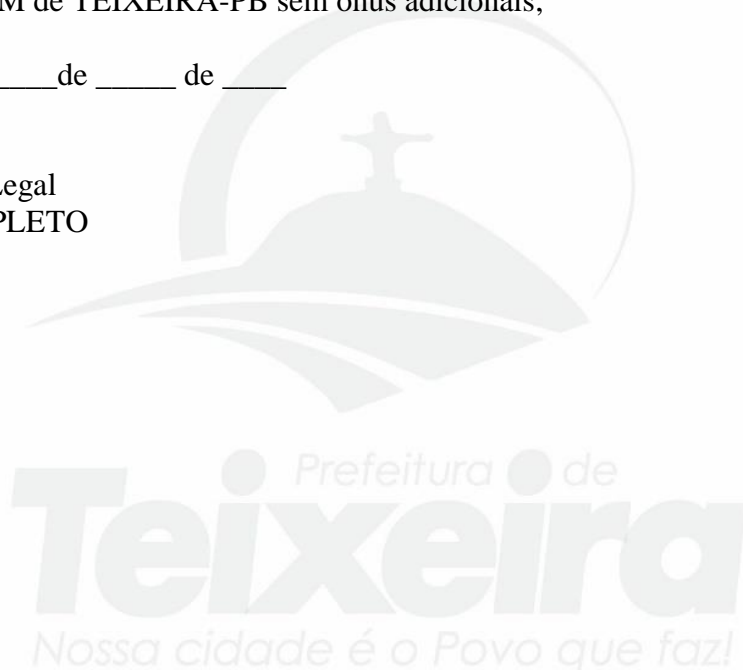 M de TEIXEIRA-PB sem ônus adicionais;
____de _____ de ____
Legal
PLETO
Prefeitura de
Teixeira
Nossa cidade é o Povo que faz!